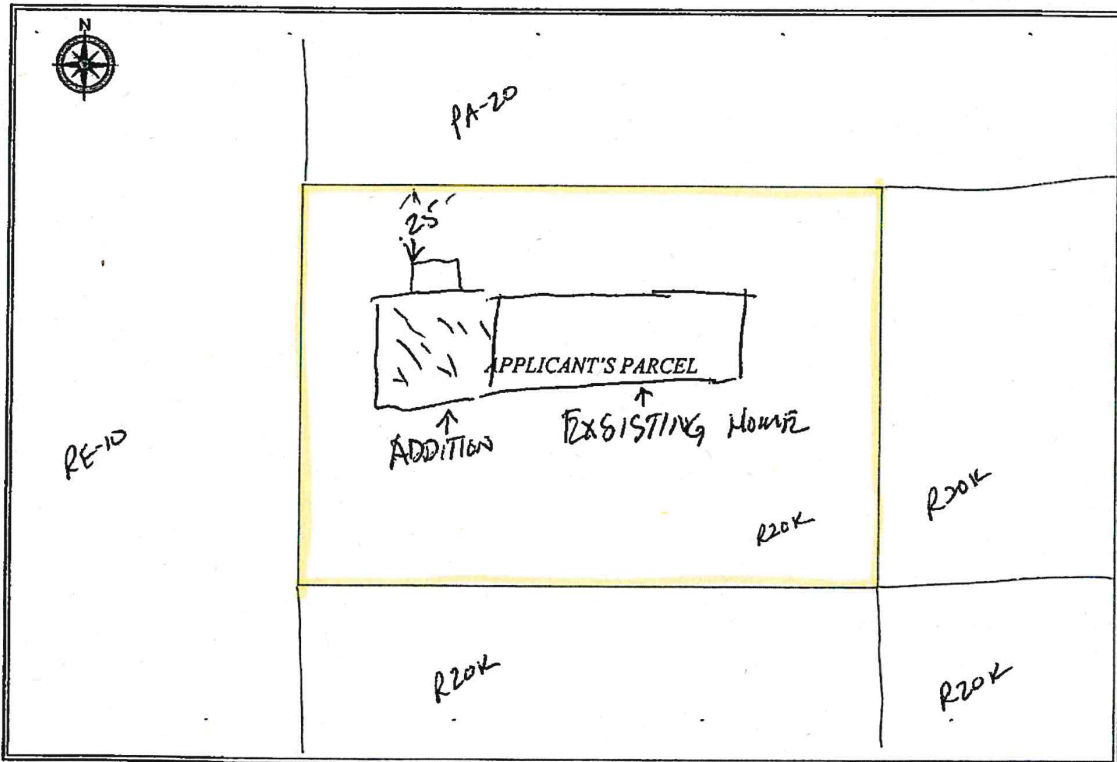 N
PA-20
25'
APPLICANT'S PARCEL
ADDITION
EXSISTING HOME
RE-10
R20K
R20K
R20K
R20K